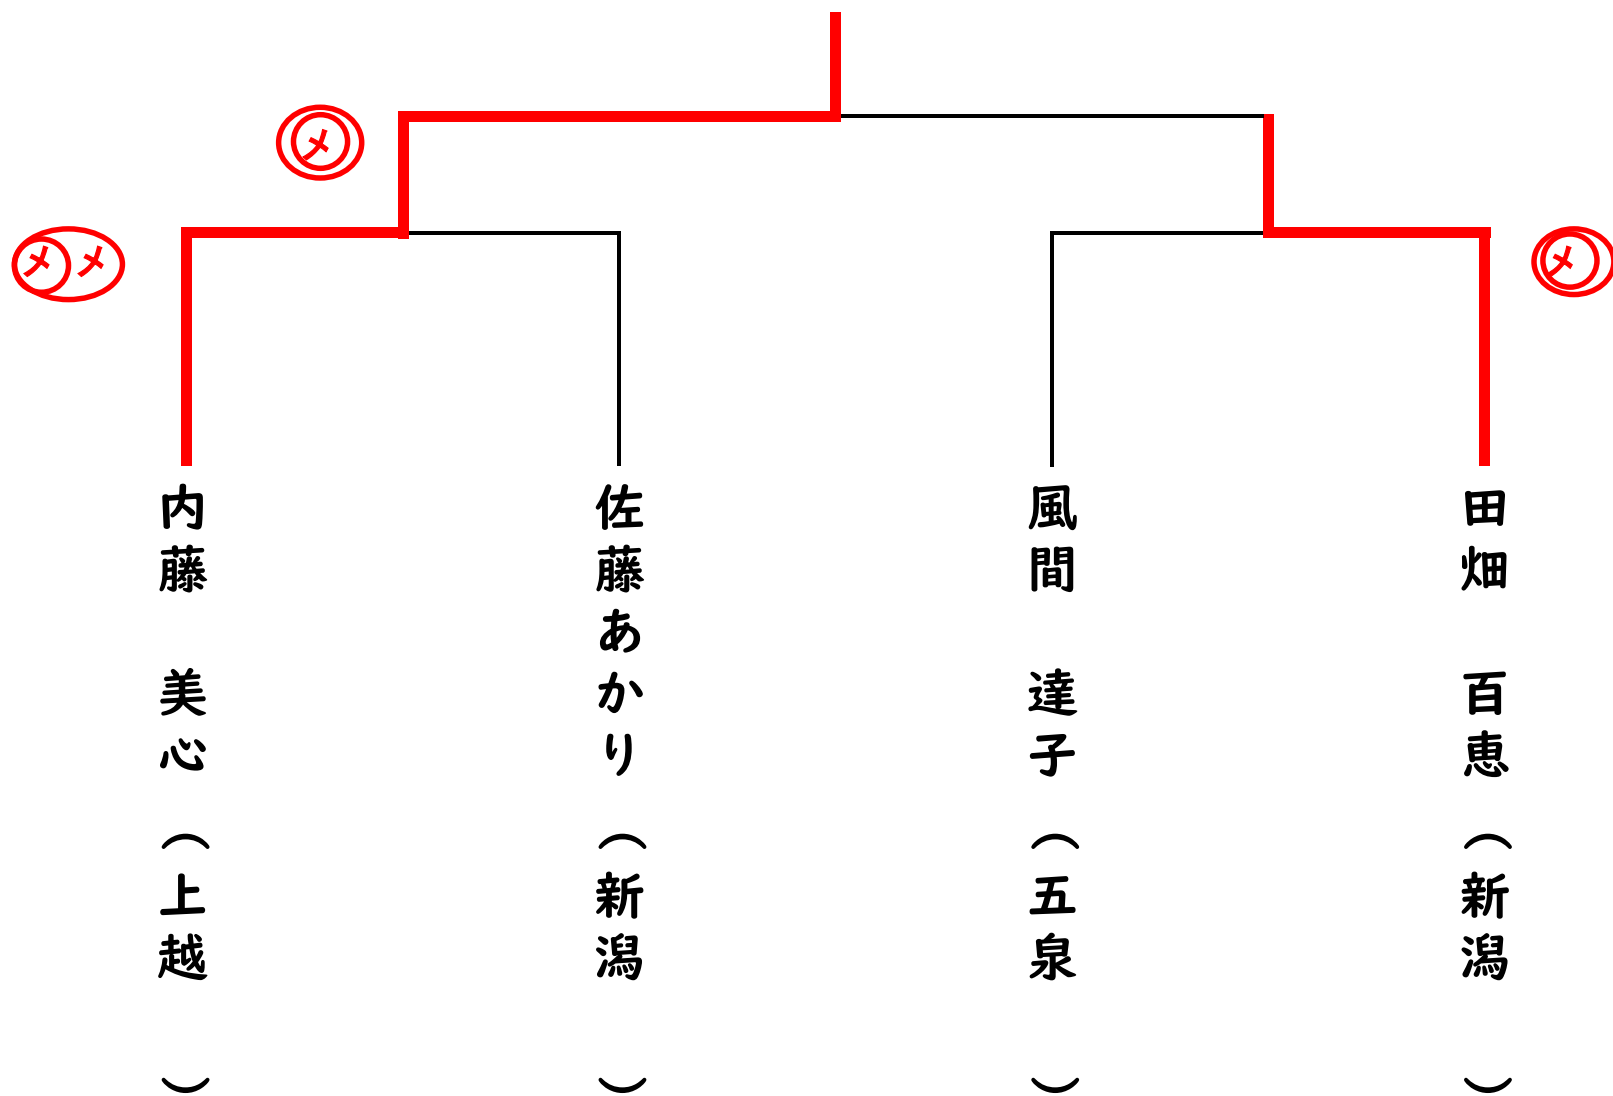 メ
メメ
メ
内藤　美心（上越　）
佐藤あかり（新潟　）
風間　達子（五泉　）
田畑　百恵（新潟　）